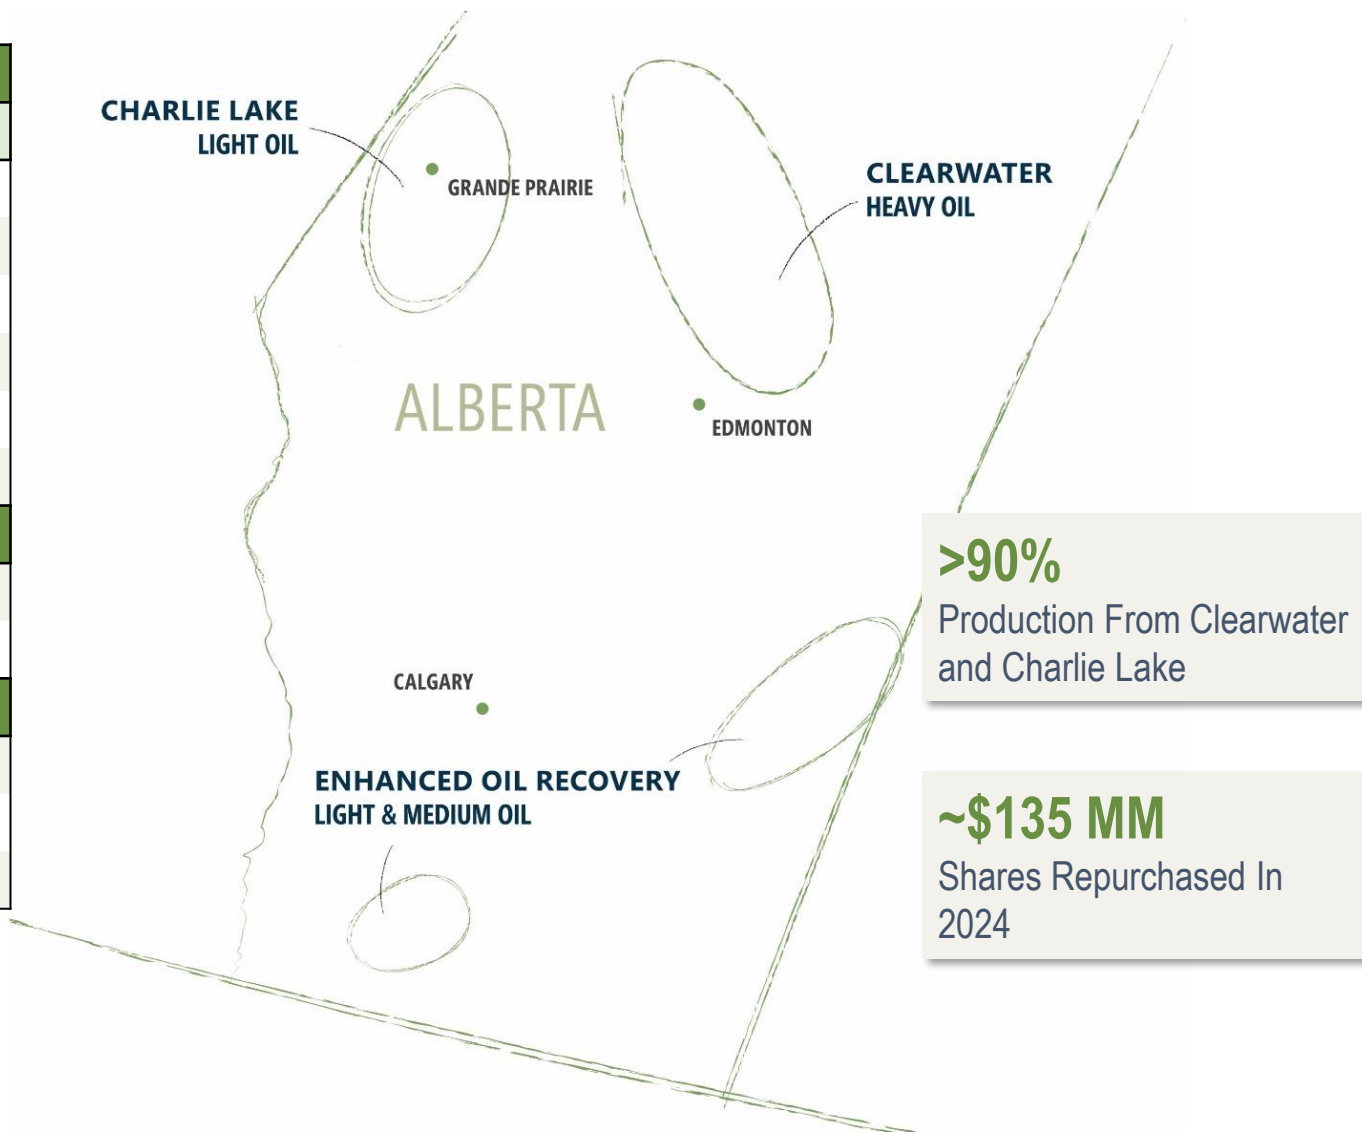 CHARLIE LAKE
LIGHT OIL
GRANDE PRAIRIE
CLEARWATER
HEAVY OIL
ALBERTA
EDMONTON
>90%
Production From Clearwater
and Charlie Lake
CALGARY
ENHANCED OIL RECOVERY
LIGHT & MEDIUM OIL
~$135 MM
Shares Repurchased In
2024